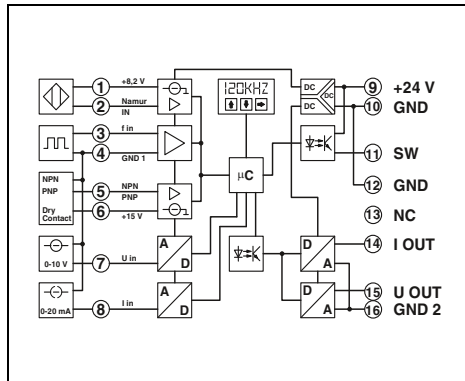 1 +8,2 V
2 Namur
IN
3 f in
4 GND 1
NPN
PNP
Dry
Contact
5 NPN
PNP
6 +15 V
0-10 V
7 U in
0-20 mA
8 I in
A
D
A
D
120KHZ
µC
DC
DC
DC
9 +24 V
10 GND
11 SW
12 GND
13 NC
D
A
14 I OUT
D
A
15 U OUT
16 GND 2